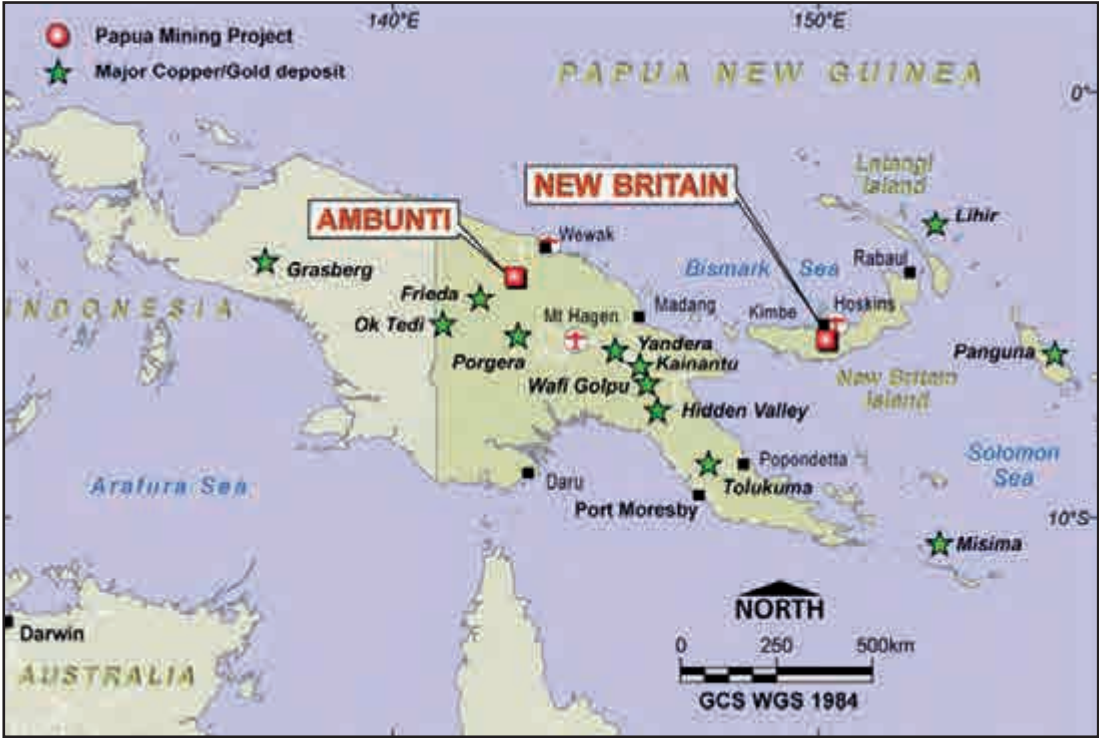 140°E
150°E
Papua Mining Project
Major Copper/Gold deposit
PAPUA NEW GUINEA
0°
NEW BRITAIN
Latangi
Island
AMBUNTI
Lihir
Wewak
Grasberg
Bismark Sea
Rabaul
INDONESIA
Frieda
Ok Tedi
Mt Hagen
Madang
Kimbe
Hoskins
Porgera
Yandera
Kainantu
Panguna
Wafi Golpu
New Britain
Island
Hidden Valley
Arafura Sea
Daru
Popondetta
Tolukuma
Solomon
Sea
Port Moresby
10°S
Misima
Darwin
NORTH
AUSTRALIA
0 250 500km
GCS WGS 1984